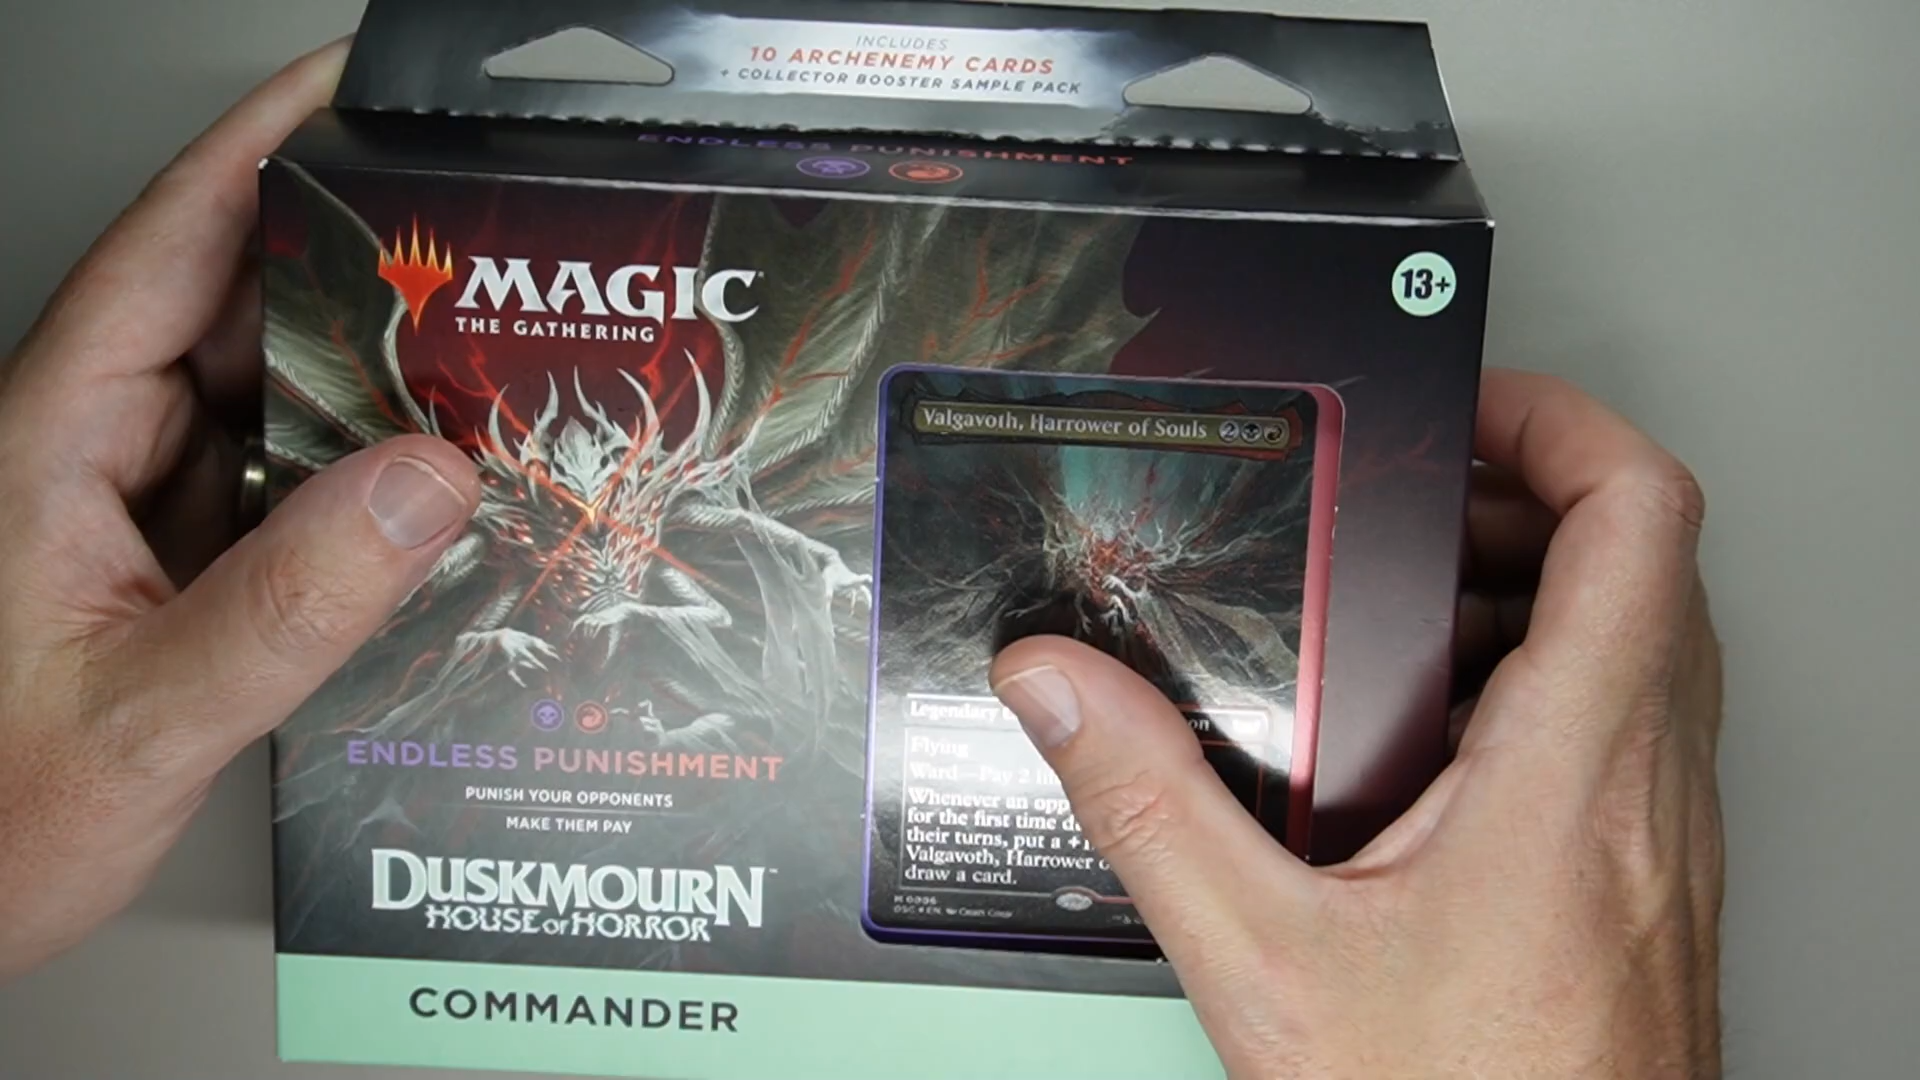 INCLUDES
10 ARCHENEMY CARDS
+ COLLECTOR BOOSTER SAMPLE PACK
ENDLESS PUNISHMENT
MAGIC
THE GATHERING
13+
Valgavoth, Harrower of Souls 2
Legendary
Flying
Ward—Pay 2
Whenever an opp
for the first time
their turns, put a
Valgavoth, Harrower
draw a card.
ENDLESS PUNISHMENT
PUNISH YOUR OPPONENTS
MAKE THEM PAY
DUSKMOURN™
HOUSE of HORROR
COMMANDER